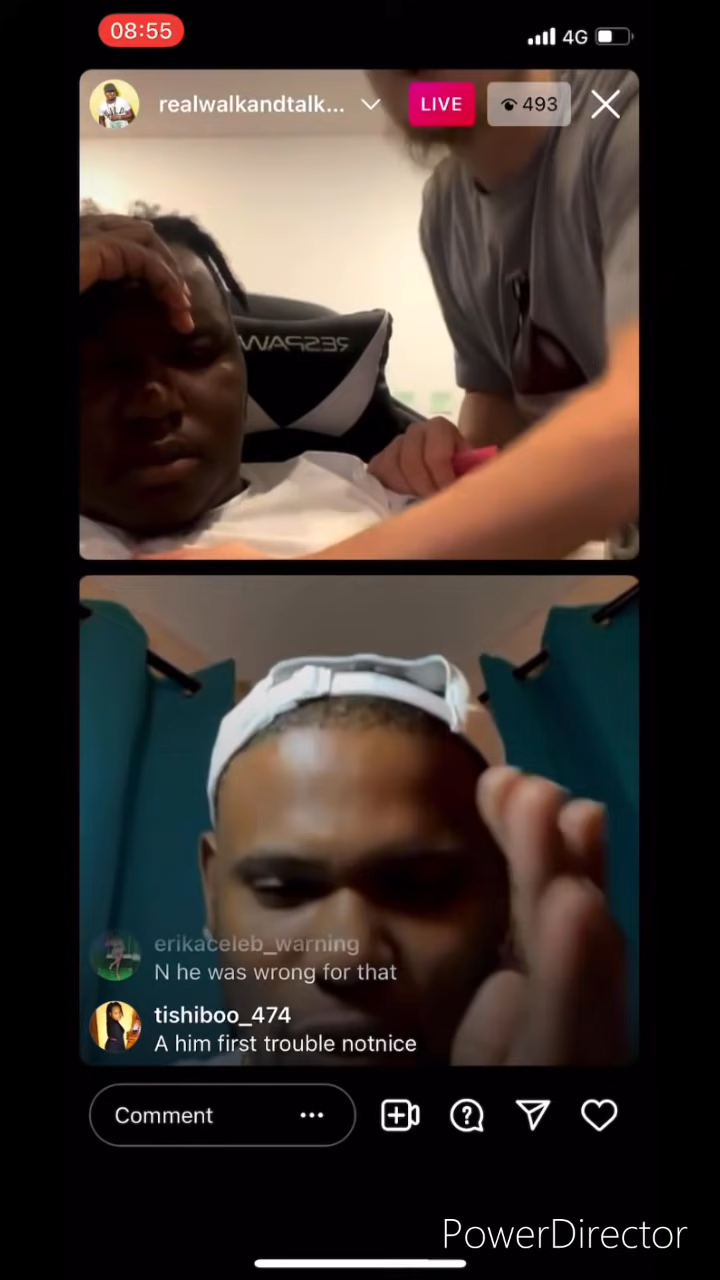 08:55
4G
realwalkandtalk...
LIVE
493
RESPAW
erikaceleb_warning
N he was wrong for that
tishiboo_474
A him first trouble notnice
Comment
PowerDirector